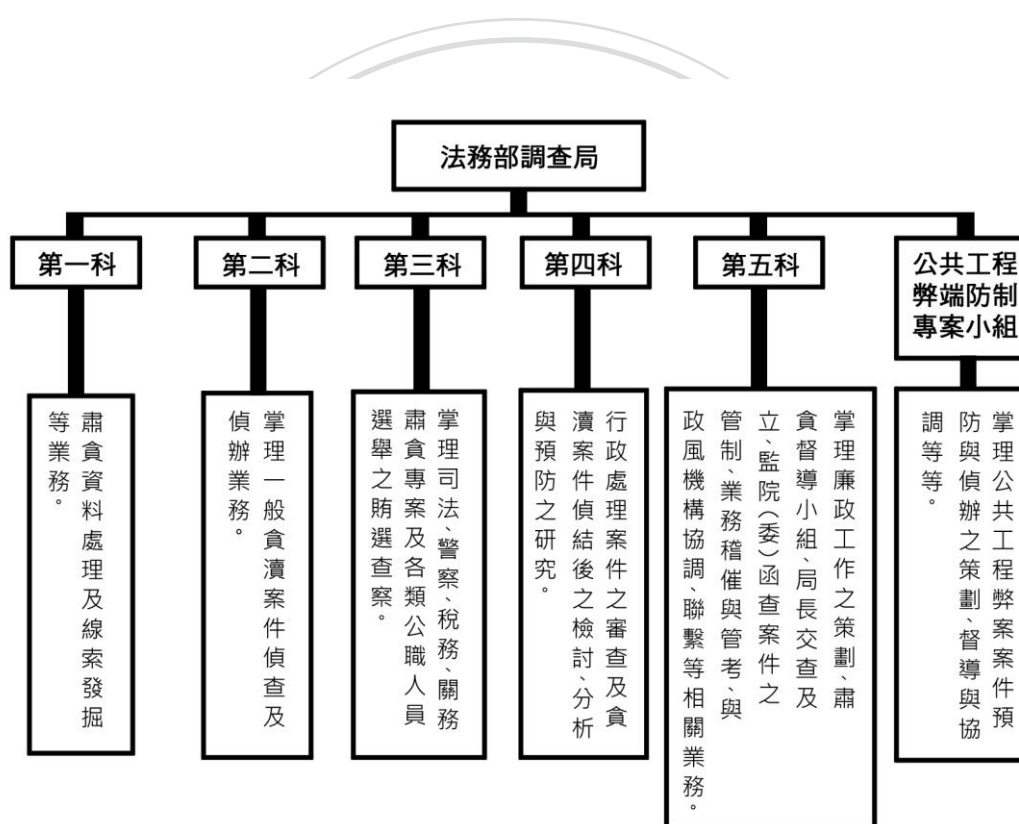 法務部調查局
第一科
第二科
第三科
第四科
第五科
公共工程
弊端防制
專案小組
肅貪資料處理及線索發掘
等業務。
掌理一般貪瀆案件偵查及
偵辦業務。
掌理司法、警察、稅務、關務
肅貪專案及各類公職人員
選舉之賄選查察。
行政處理案件之審查及貪
瀆案件偵結後之檢討、分析
與預防之研究。
掌理廉政工作之策劃、肅
貪督導小組、局長交查及
立、監院(委)函查案件之
管制、業務稽催與管考、與
政風機構協調、聯繫等相關業務。
掌理公共工程弊案案件預
防與偵辦之策劃、督導與協
調等等。